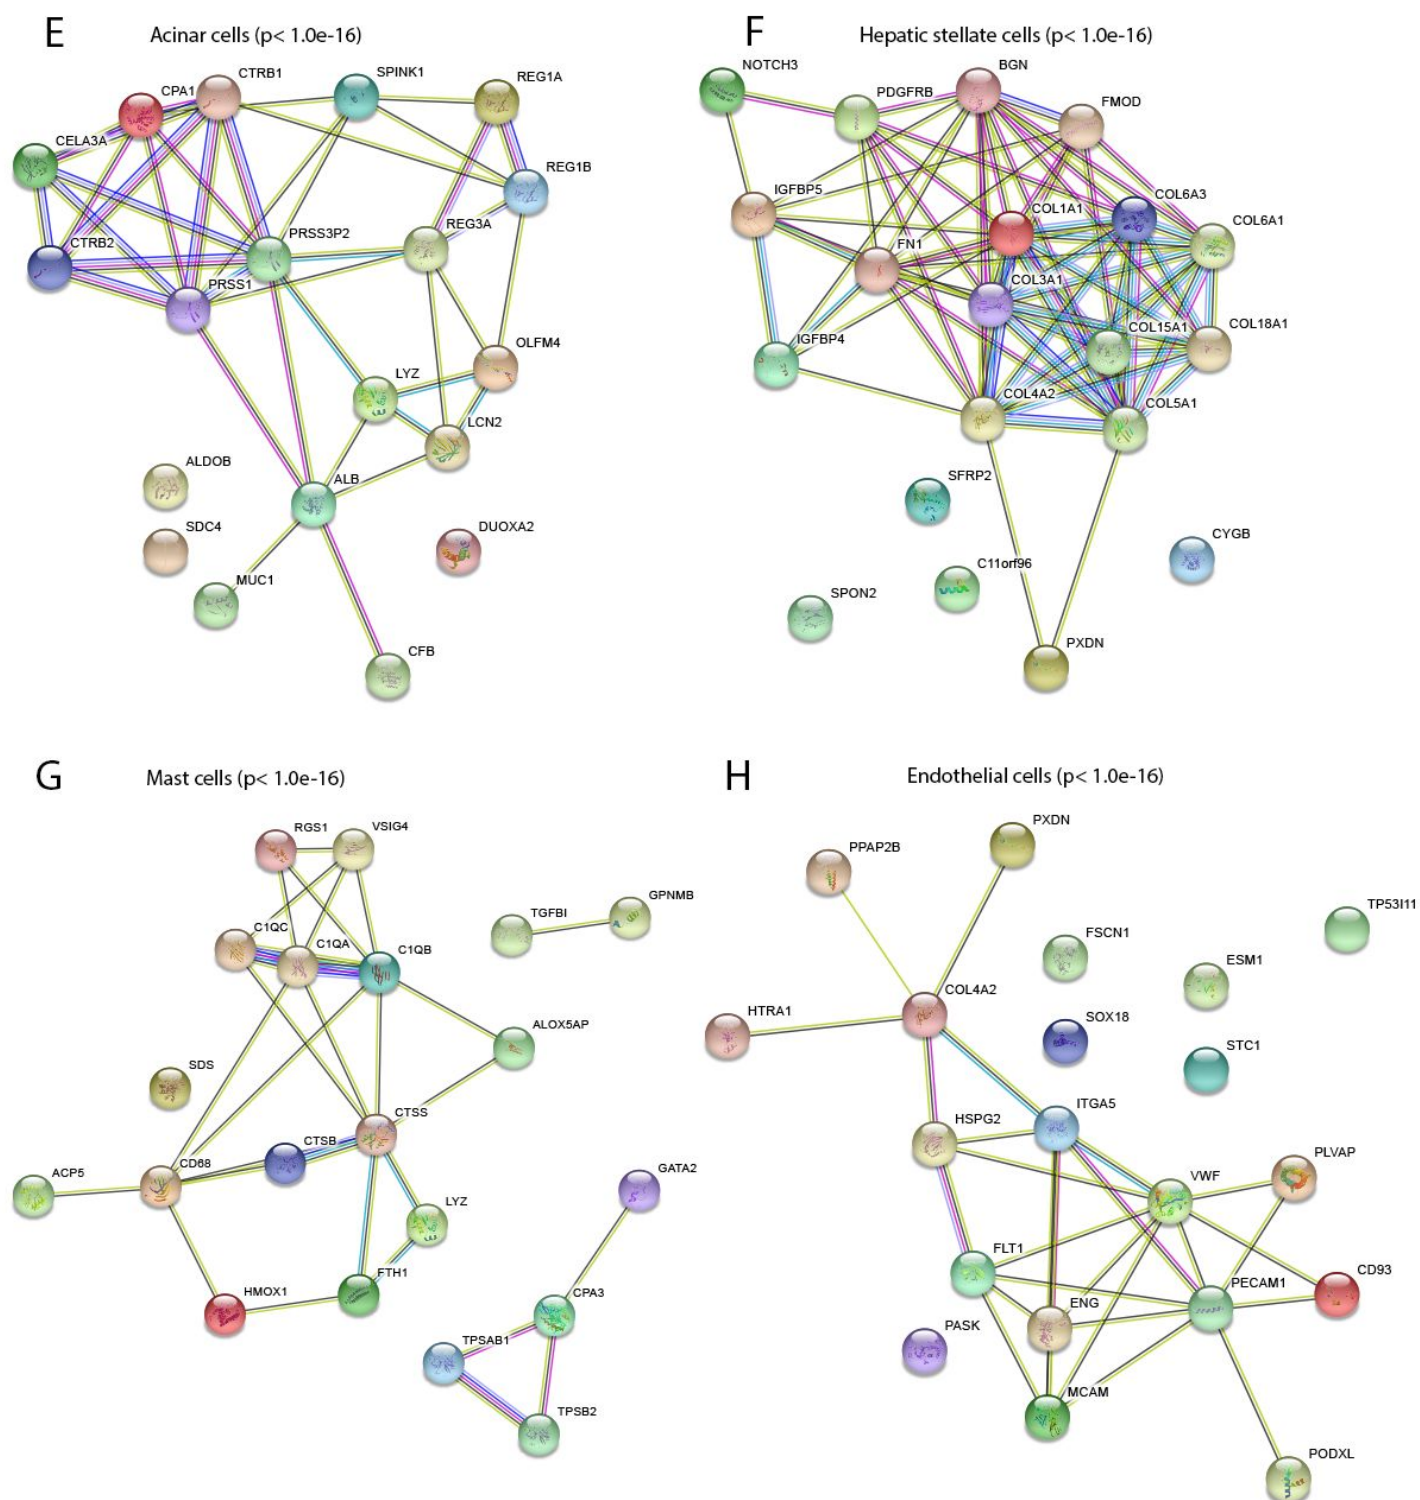 E
Acinar cells (p< 1.0e-16)
CPA1
CTRB1
SPINK1
REG1A
CELA3A
REG1B
CTRB2
PRSS3P2
REG3A
PRSS1
OLFM4
LYZ
LCN2
ALDOB
ALB
SDC4
DUOXA2
MUC1
CFB
F
Hepatic stellate cells (p< 1.0e-16)
NOTCH3
BGN
PDGFRB
FMOD
IGFBP5
COL1A1
COL6A3
COL6A1
FN1
COL3A1
COL15A1
COL18A1
IGFBP4
COL4A2
COL5A1
SFRP2
CYGB
C11orf96
SPON2
PXDN
G
Mast cells (p< 1.0e-16)
RGS1
VSIG4
TGFBI
GPNMB
C1QC
C1QA
C1QB
ALOX5AP
SDS
CTSS
CTSB
ACP5
CD68
GATA2
LYZ
HMOX1
FTH1
CPA3
TPSAB1
TPSB2
H
Endothelial cells (p< 1.0e-16)
PXDN
PPAP2B
TP53I11
FSCN1
ESM1
COL4A2
HTRA1
SOX18
STC1
ITGA5
HSPG2
VWF
PLVAP
FLT1
PECAM1
CD93
ENG
PASK
MCAM
PODXL